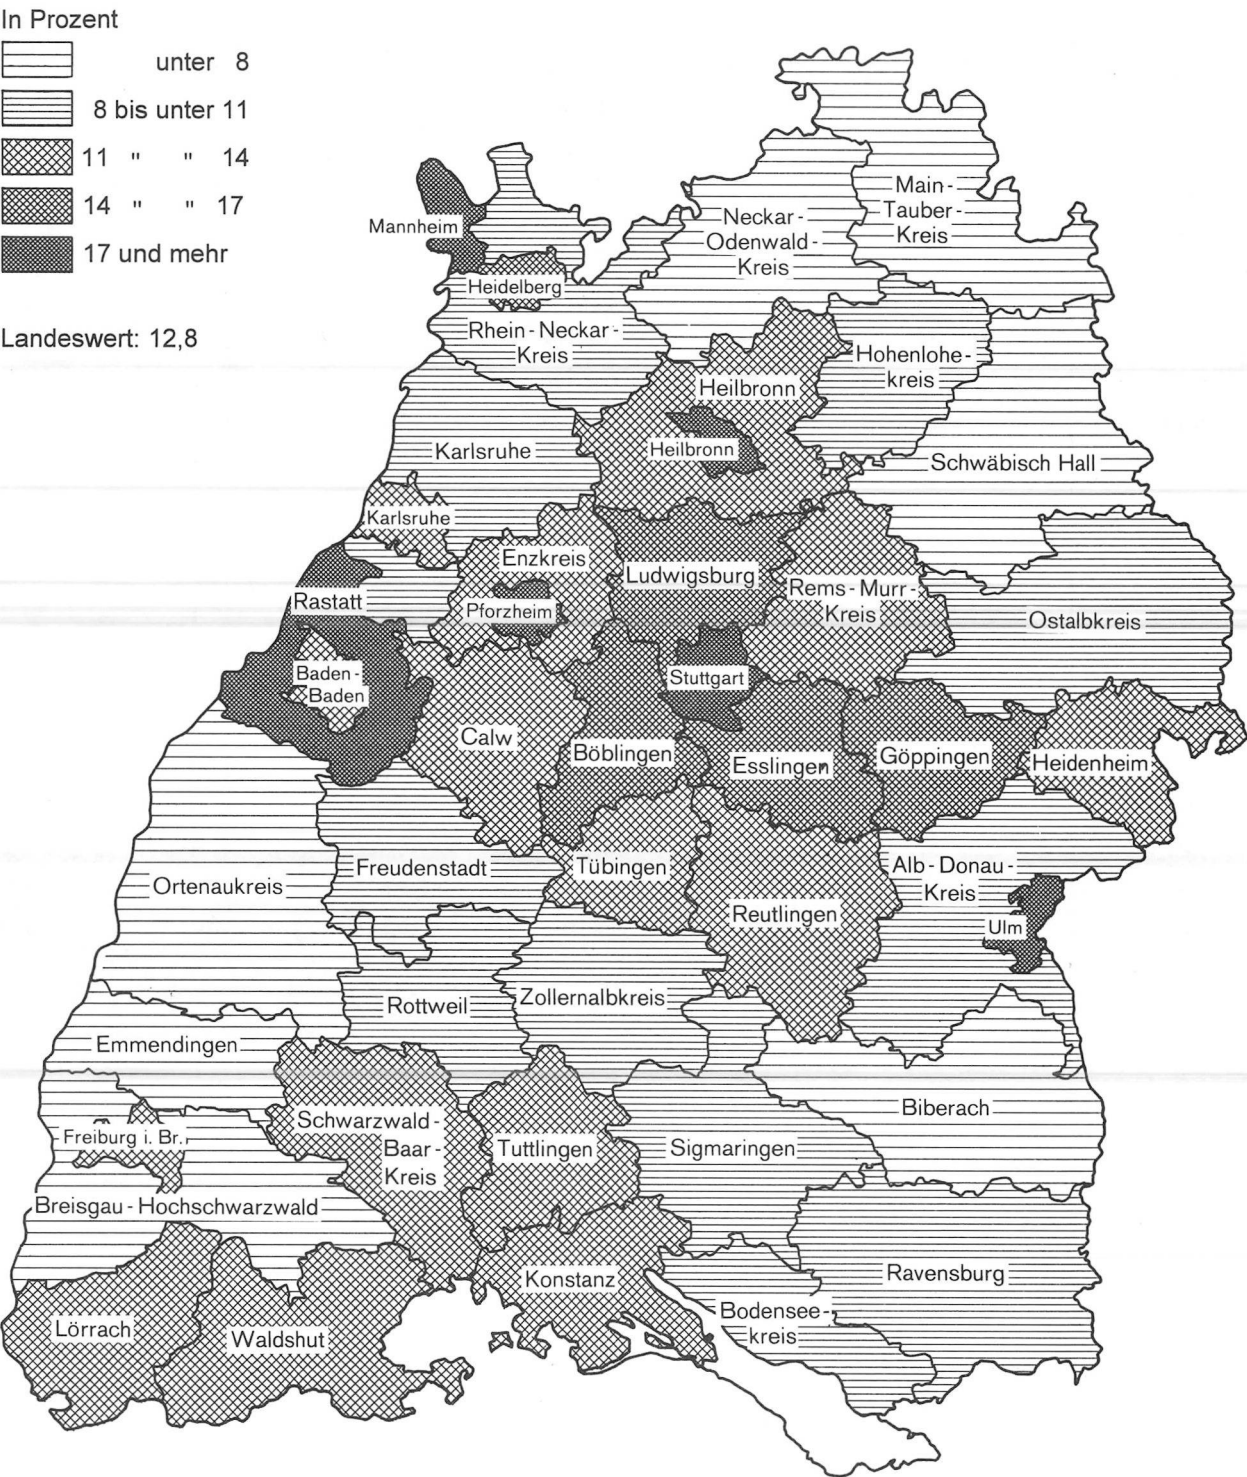 In Prozent
unter 8
8 bis unter 11
11 " " 14
14 " " 17
17 und mehr
Landeswert: 12,8
Main-
Tauber-
Kreis
Neckar-
Odenwald-
Kreis
Mannheim
Heidelberg
Rhein-Neckar-
Kreis
Hohenlohe-
kreis
Heilbronn
Heilbronn
Karlsruhe
Schwäbisch Hall
Karlsruhe
Enzkreis
Ludwigsburg
Rems-Murr-
Kreis
Rastatt
Pforzheim
Ostalbkreis
Baden-
Baden
Stuttgart
Calw
Böblingen
Esslingen
Göppingen
Heidenheim
Ortenaukreis
Freudenstadt
Tübingen
Reutlingen
Alb-Donau-
Kreis
Ulm
Rottweil
Zollernalbkreis
Emmendingen
Biberach
Freiburg i. Br.
Schwarzwald-
Baar-
Kreis
Tuttlingen
Sigmaringen
Breisgau-Hochschwarzwald
Konstanz
Ravensburg
Lörrach
Waldshut
Bodensee-
kreis